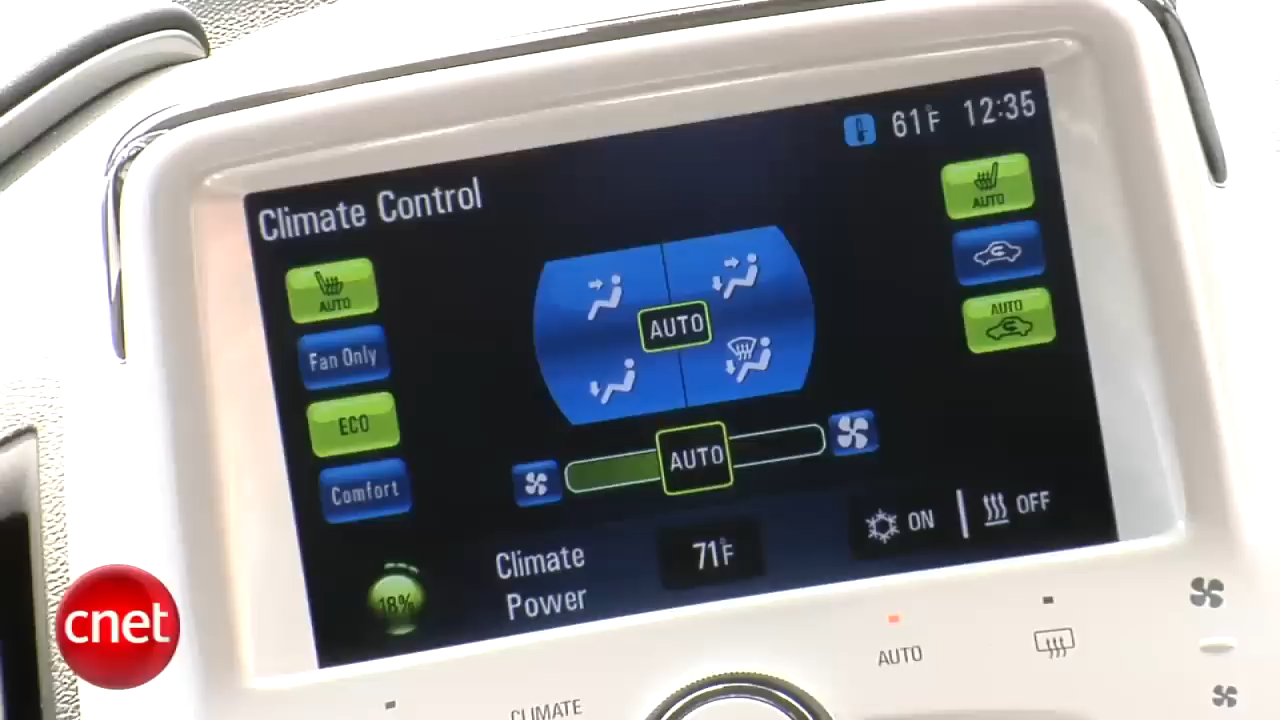 61°F 12:35
Climate Control
AUTO
AUTO
Fan Only
AUTO
AUTO
ECO
Comfort
AUTO
ON
OFF
18%
Climate
Power
71°F
AUTO
CLIMATE
cnet